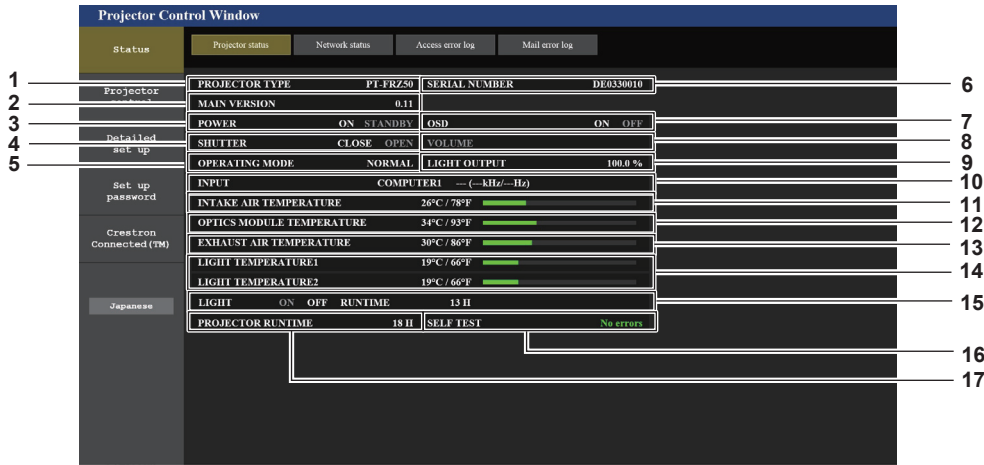 Projector Control Window
Status
Projector status Network status Access error log Mail error log
1 PROJECTOR TYPE PT-FRZ50 SERIAL NUMBER DE0330010 6
Projector
control
2 MAIN VERSION 0.11
3 POWER ON STANDBY OSD ON OFF 7
Detailed
set up
4 SHUTTER CLOSE OPEN VOLUME 8
5 OPERATING MODE NORMAL LIGHT OUTPUT 100.0 % 9
Set up
password
INPUT COMPUTER1 --- (---kHz/---Hz) 10
INTAKE AIR TEMPERATURE 26°C / 78°F 11
OPTICS MODULE TEMPERATURE 34°C / 93°F 12
Crestron
Connected(TM)
EXHAUST AIR TEMPERATURE 30°C / 86°F 13
LIGHT TEMPERATURE1 19°C / 66°F 14
LIGHT TEMPERATURE2 19°C / 66°F
Japanese
LIGHT ON OFF RUNTIME 13 H 15
PROJECTOR RUNTIME 18 H SELF TEST No errors
16
17